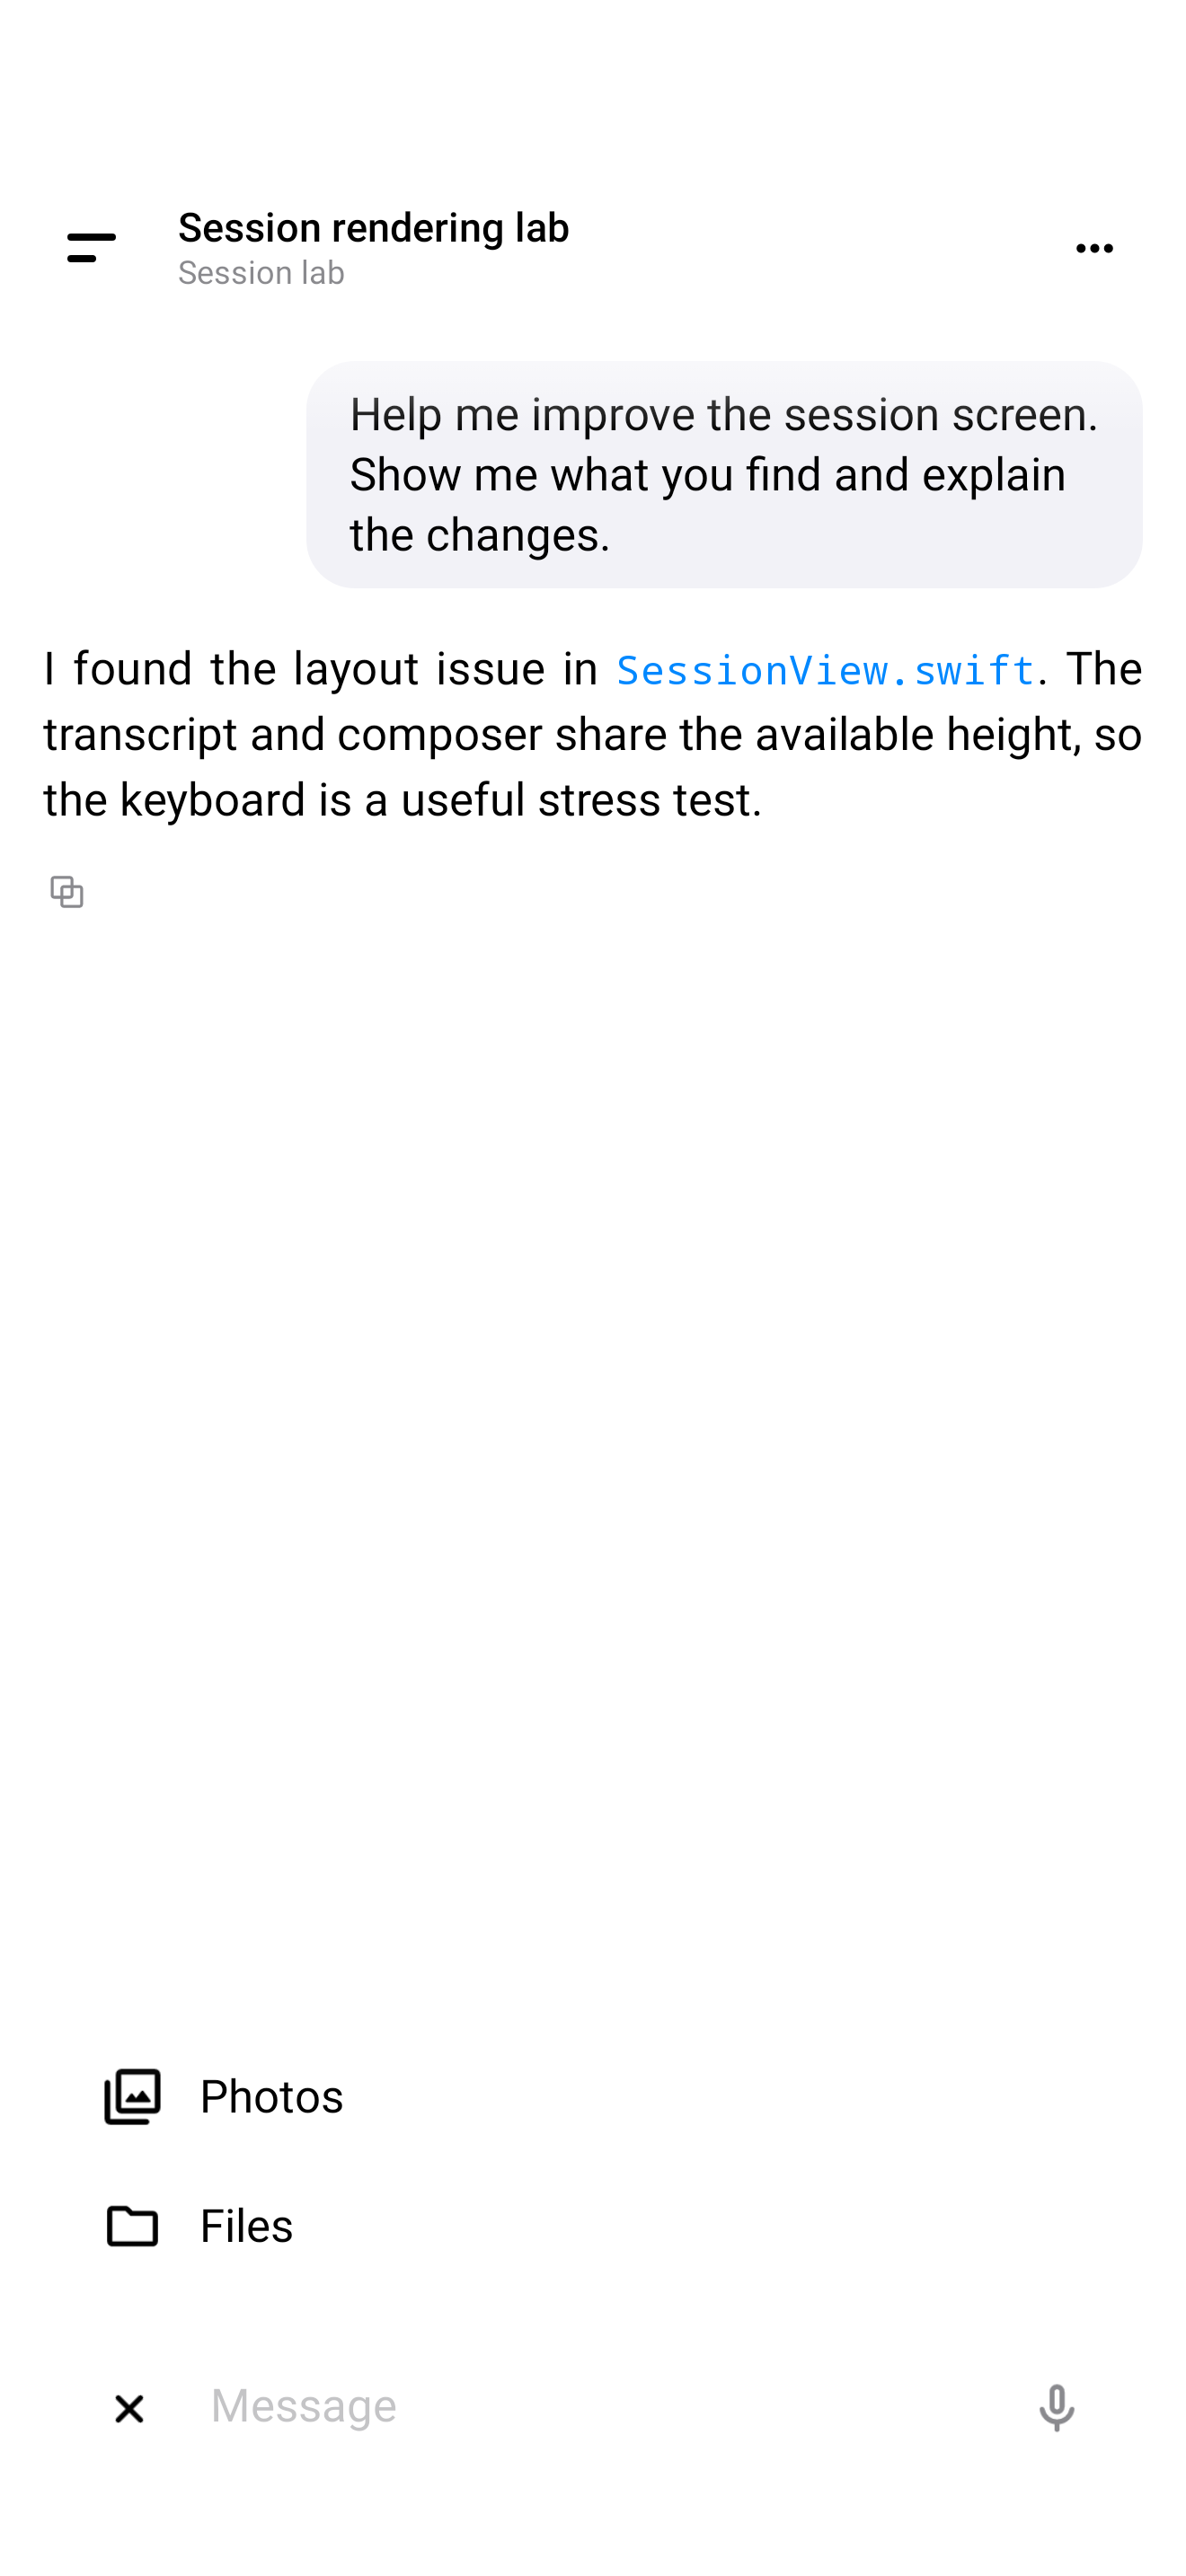 Session rendering lab
Session lab
Help me improve the session screen.
Show me what you find and explain
the changes.
I found the layout issue in SessionView.swift. The
transcript and composer share the available height, so
the keyboard is a useful stress test.
Photos
Files
Message